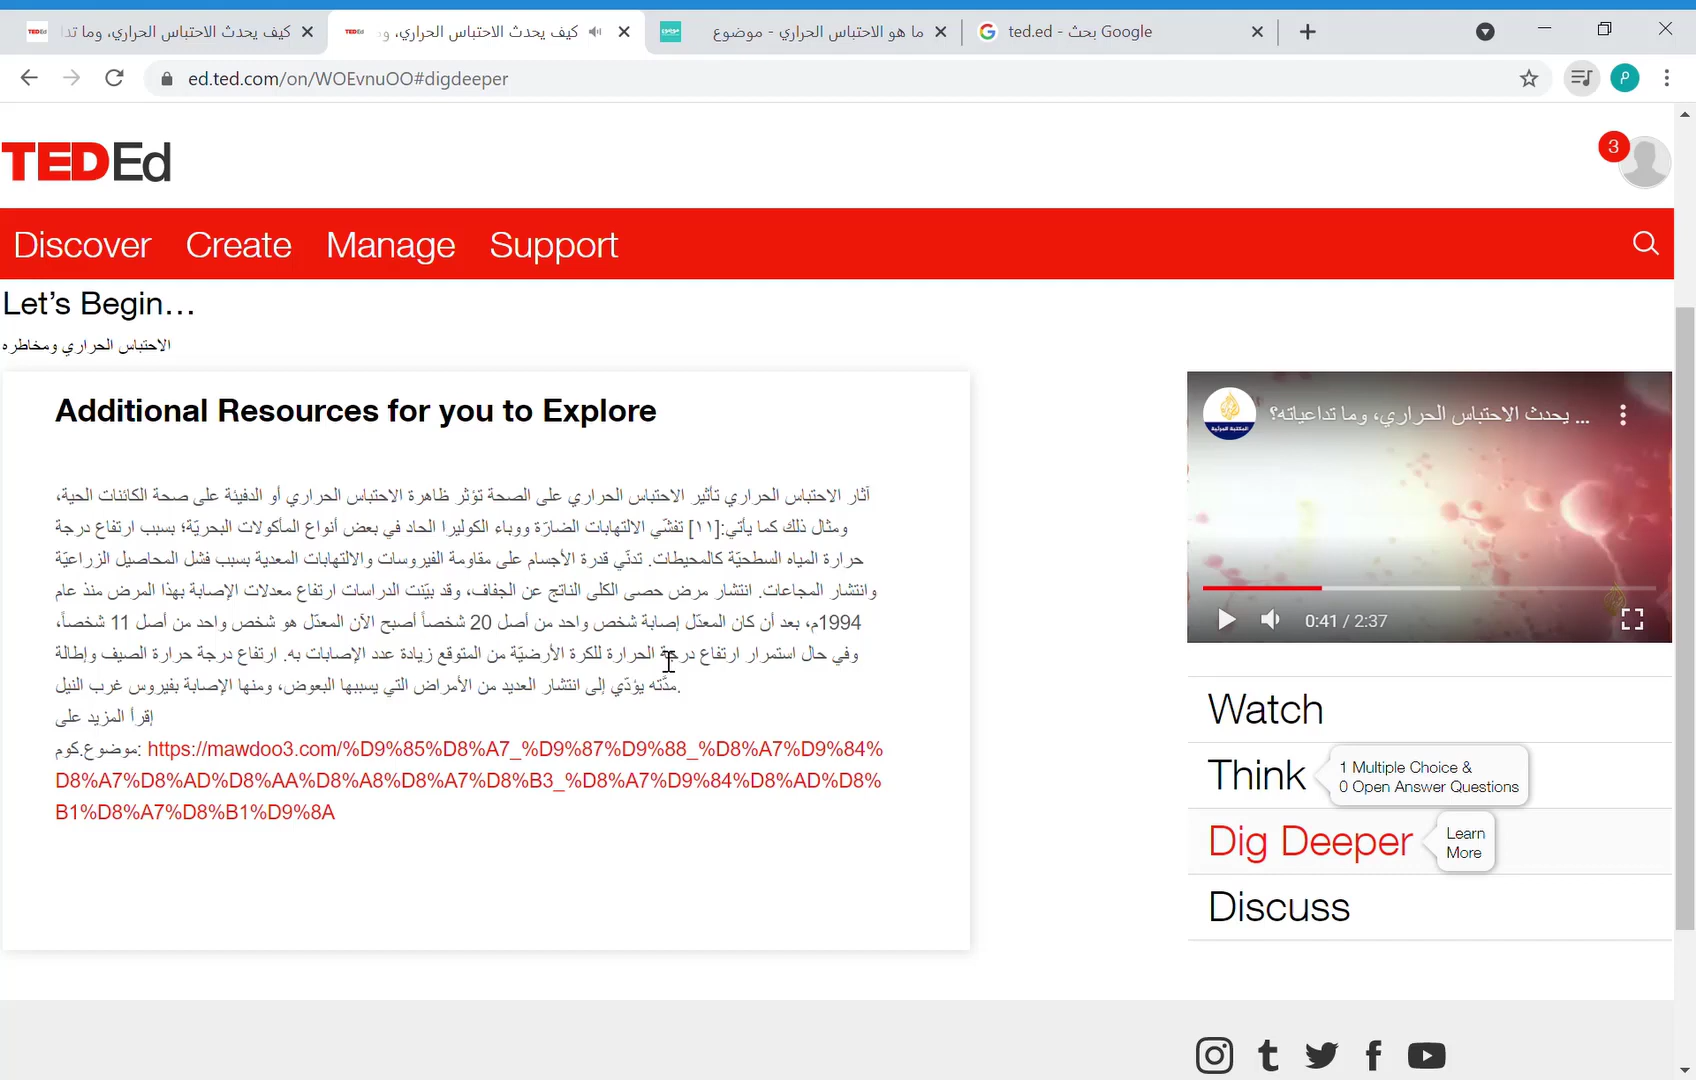 كيف يحدث الاحتباس الحراري، وما تدا
كيف يحدث الاحتباس الحراري، و
ما هو الاحتباس الحراري - موضوع
ted.ed - بحث Google
ed.ted.com/on/WOEvnuOO#digdeeper
TEDEd
3
Discover Create Manage Support
Let's Begin…
الاحتباس الحراري ومخاطره
Additional Resources for you to Explore
آثار الاحتباس الحراري تأثير الاحتباس الحراري على الصحة تؤثر ظاهرة الاحتباس الحراري أو الدفيئة على صحة الكائنات الحية،
ومثال ذلك كما يأتي:[١١] تفشّي الالتهابات الضارّة ووباء الكوليرا الحاد في بعض أنواع المأكولات البحريّة؛ بسبب ارتفاع درجة
حرارة المياه السطحيّة كالمحيطات. تدنّي قدرة الأجسام على مقاومة الفيروسات والالتهابات المعدية بسبب فشل المحاصيل الزراعيّة
وانتشار المجاعات. انتشار مرض حصى الكلى الناتج عن الجفاف، وقد بيّنت الدراسات ارتفاع معدلات الإصابة بهذا المرض منذ عام
1994م، بعد أن كان المعدّل إصابة شخص واحد من أصل 20 شخصاً أصبح الآن المعدّل هو شخص واحد من أصل 11 شخصاً،
وفي حال استمرار ارتفاع درجة الحرارة للكرة الأرضيّة من المتوقع زيادة عدد الإصابات به. ارتفاع درجة حرارة الصيف وإطالة
مدّته يؤدّي إلى انتشار العديد من الأمراض التي يسببها البعوض، ومنها الإصابة بفيروس غرب النيل.
إقرأ المزيد على
موضوع.كوم: https://mawdoo3.com/%D9%85%D8%A7_%D9%87%D9%88_%D8%A7%D9%84%
D8%A7%D8%AD%D8%AA%D8%A8%D8%A7%D8%B3_%D8%A7%D9%84%D8%AD%D8%
B1%D8%A7%D8%B1%D9%8A
... يحدث الاحتباس الحراري، وما تداعياته؟
0:41 / 2:37
Watch
Think
1 Multiple Choice &
0 Open Answer Questions
Dig Deeper
Learn
More
Discuss